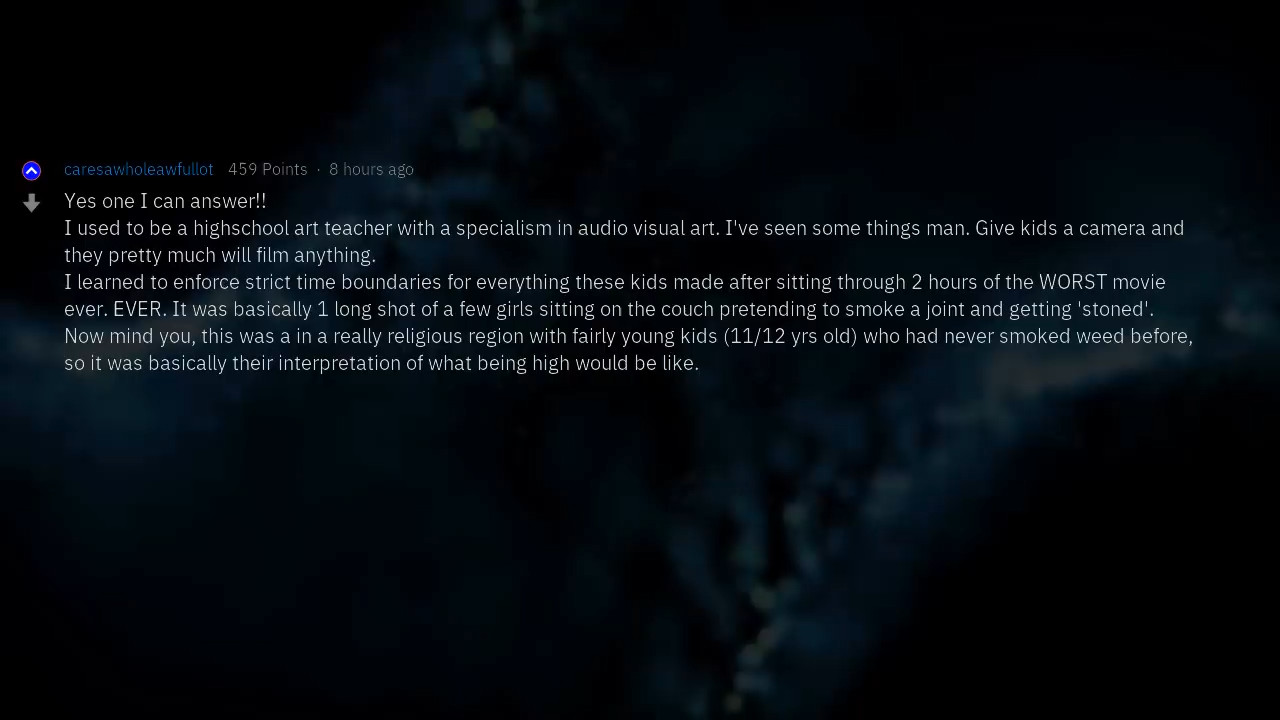 caresawholeawfullot 459 Points · 8 hours ago
Yes one I can answer!!
I used to be a highschool art teacher with a specialism in audio visual art. I've seen some things man. Give kids a camera and
they pretty much will film anything.
I learned to enforce strict time boundaries for everything these kids made after sitting through 2 hours of the WORST movie
ever. EVER. It was basically 1 long shot of a few girls sitting on the couch pretending to smoke a joint and getting 'stoned'.
Now mind you, this was a in a really religious region with fairly young kids (11/12 yrs old) who had never smoked weed before,
so it was basically their interpretation of what being high would be like.